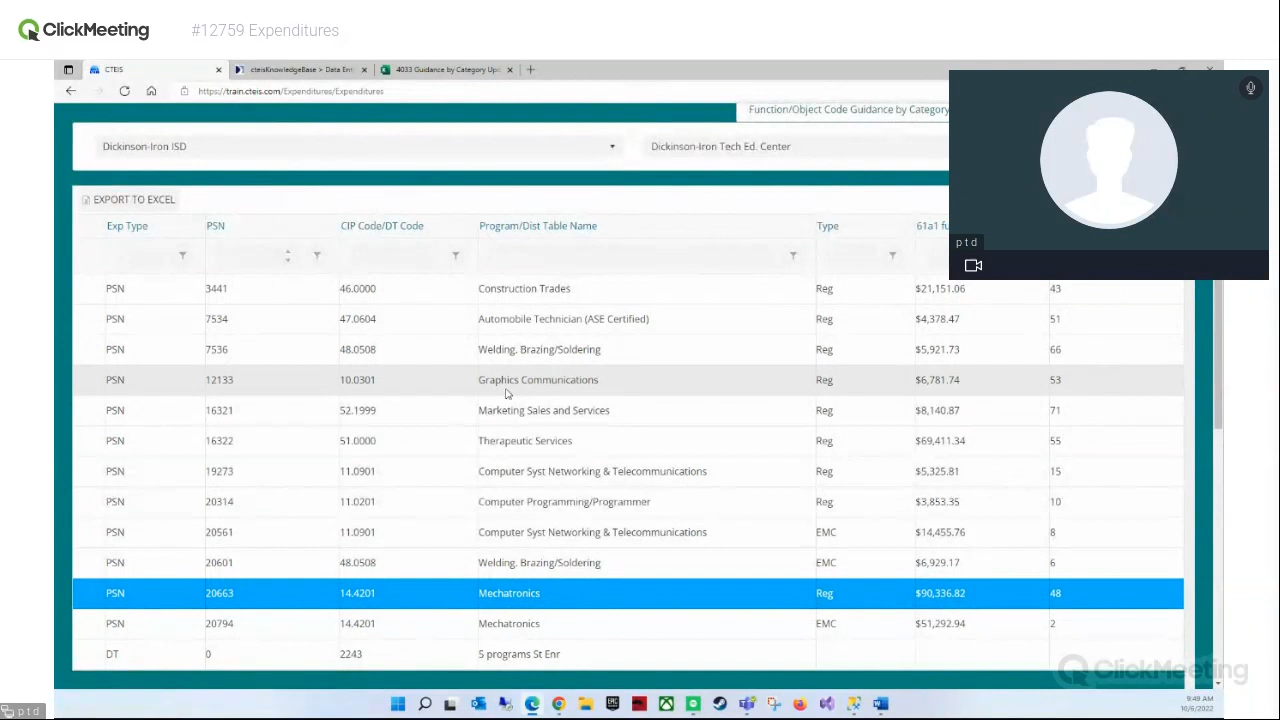 ClickMeeting #12759 Expenditures
CTEIS cteisKnowledgeBase > Data Ent 4033 Guidance by Category Upd
https://train.cteis.com/Expenditures/Expenditures
Function/Object Code Guidance by Category
Dickinson-Iron ISD Dickinson-Iron Tech Ed. Center
EXPORT TO EXCEL
Exp Type PSN CIP Code/DT Code Program/Dist Table Name Type 61a1 fu
PSN 3441 46.0000 Construction Trades Reg $21,151.06 43
PSN 7534 47.0604 Automobile Technician (ASE Certified) Reg $4,378.47 51
PSN 7536 48.0508 Welding. Brazing/Soldering Reg $5,921.73 66
PSN 12133 10.0301 Graphics Communications Reg $6,781.74 53
PSN 16321 52.1999 Marketing Sales and Services Reg $8,140.87 71
PSN 16322 51.0000 Therapeutic Services Reg $69,411.34 55
PSN 19273 11.0901 Computer Syst Networking & Telecommunications Reg $5,325.81 15
PSN 20314 11.0201 Computer Programming/Programmer Reg $3,853.35 10
PSN 20561 11.0901 Computer Syst Networking & Telecommunications EMC $14,455.76 8
PSN 20601 48.0508 Welding. Brazing/Soldering EMC $6,929.17 6
PSN 20663 14.4201 Mechatronics Reg $90,336.82 48
PSN 20794 14.4201 Mechatronics EMC $51,292.94 2
DT 0 2243 5 programs St Enr
ptd
ClickMeeting
9:49 AM
10/6/2022
ptd